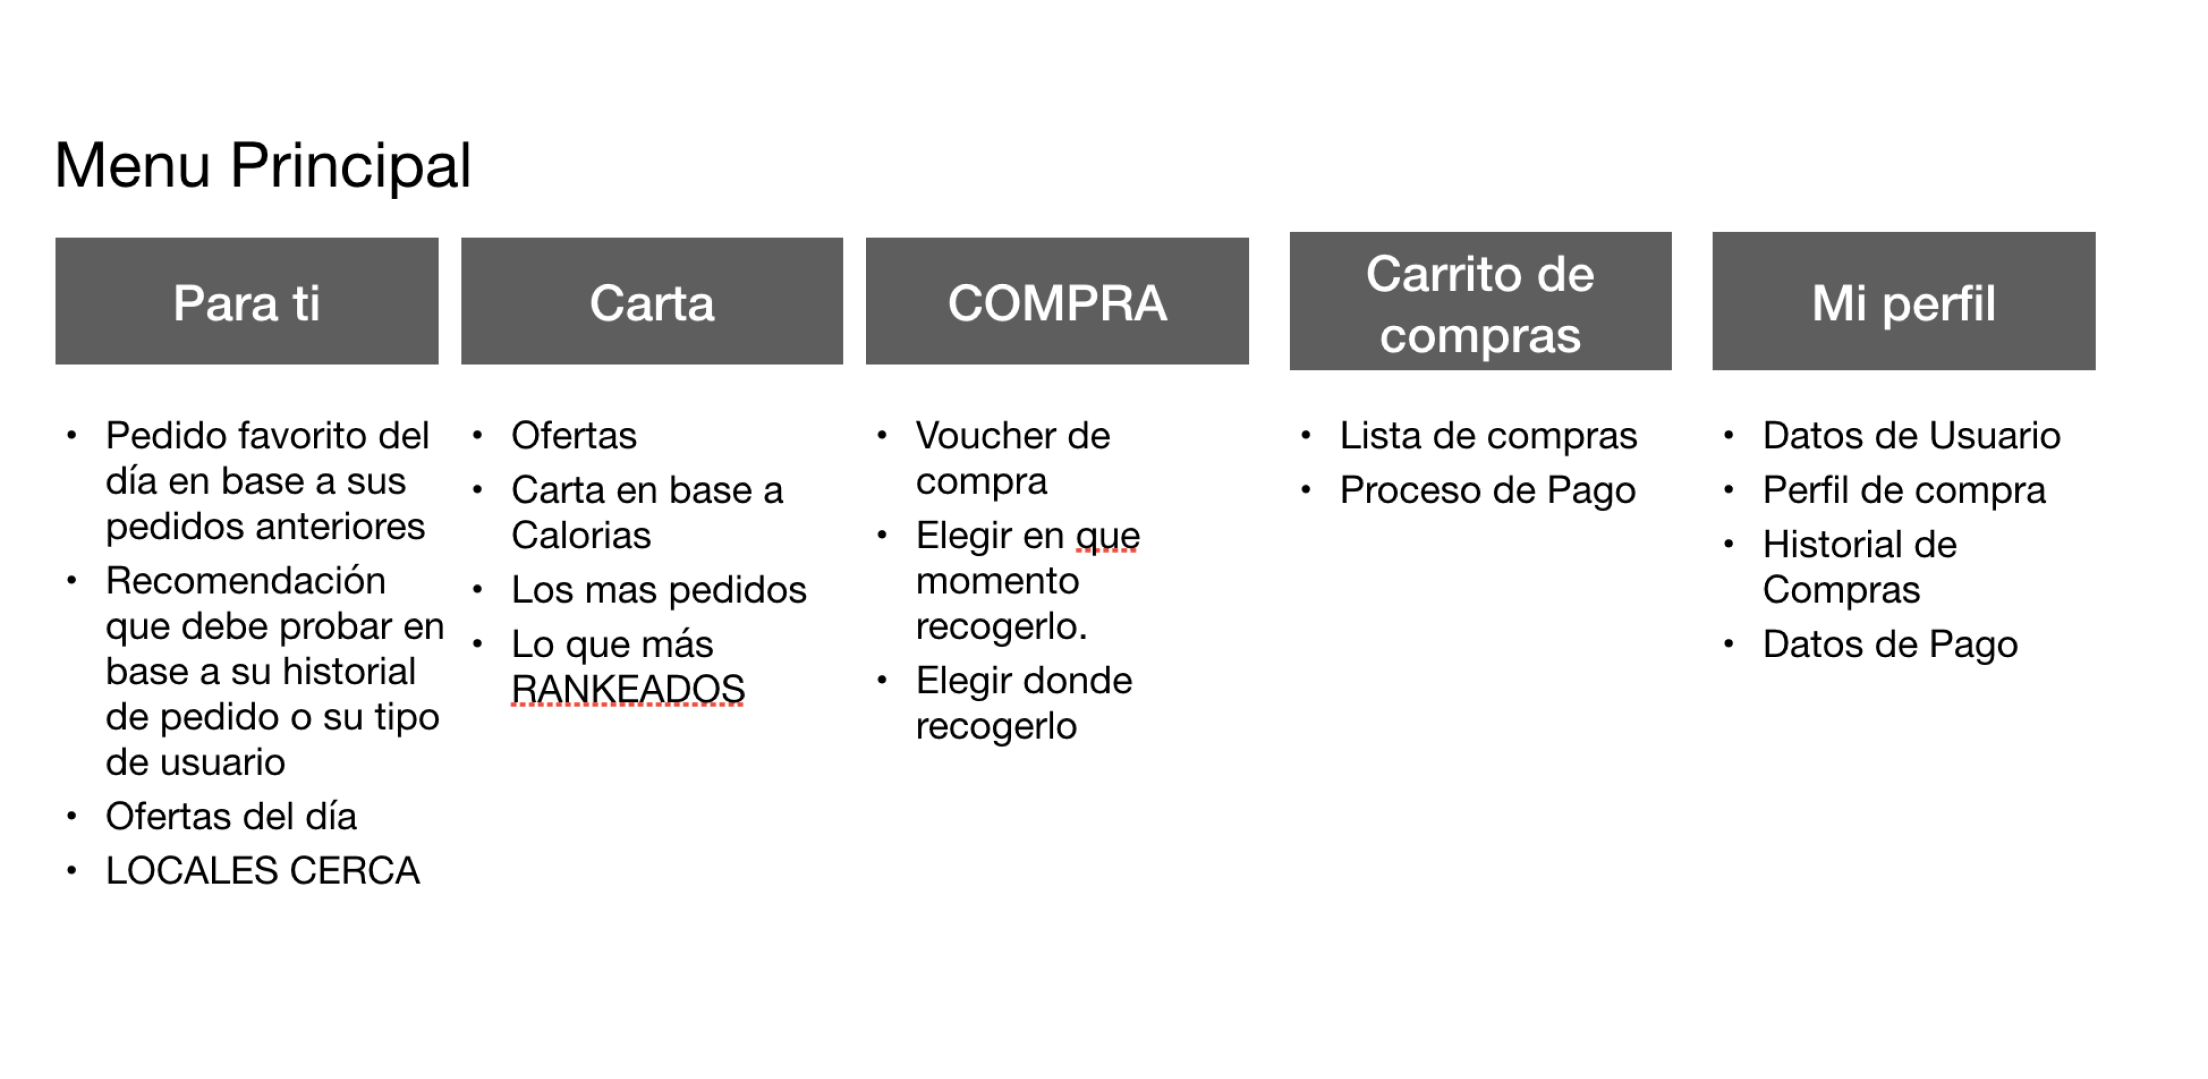 Menu Principal
Para ti
• Pedido favorito del
día en base a sus
pedidos anteriores
• Recomendación
que debe probar en
base a su historial
de pedido o su tipo
de usuario
• Ofertas del día
• LOCALES CERCA
Carta
• Ofertas
• Carta en base a
Calorias
• Los mas pedidos
• Lo que más
RANKEADOS
COMPRA
• Voucher de
compra
• Elegir en que
momento
recogerlo.
• Elegir donde
recogerlo
Carrito de
compras
• Lista de compras
• Proceso de Pago
Mi perfil
• Datos de Usuario
• Perfil de compra
• Historial de
Compras
• Datos de Pago